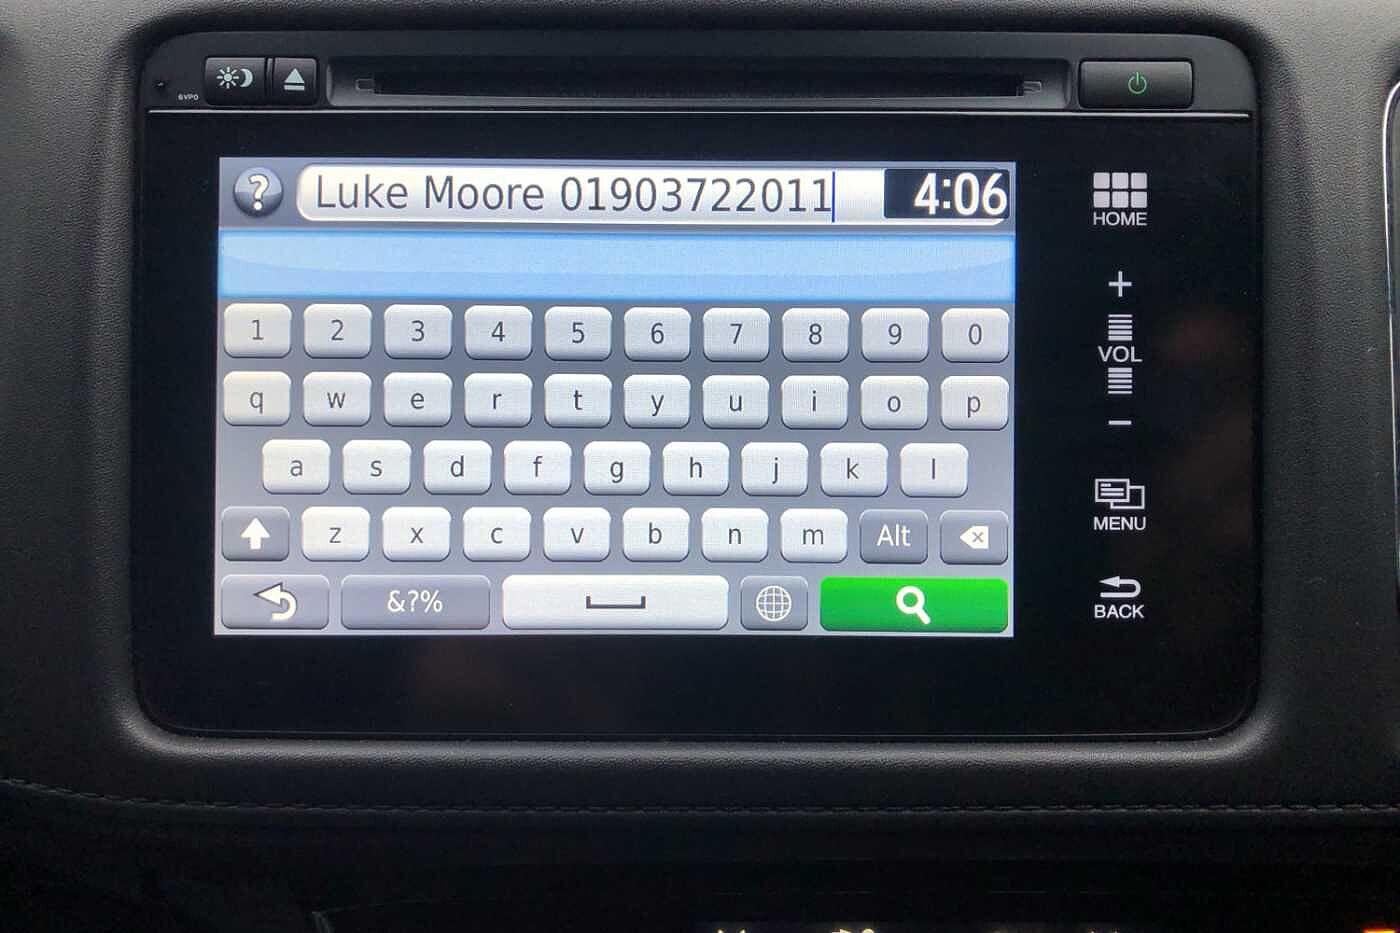 SVPO
Luke Moore 01903722011 4:06
HOME
1 2 3 4 5 6 7 8 9 0
VOL
q w e r t y u i o p
a s d f g h j k l
MENU
z x c v b n m Alt
&?%
BACK